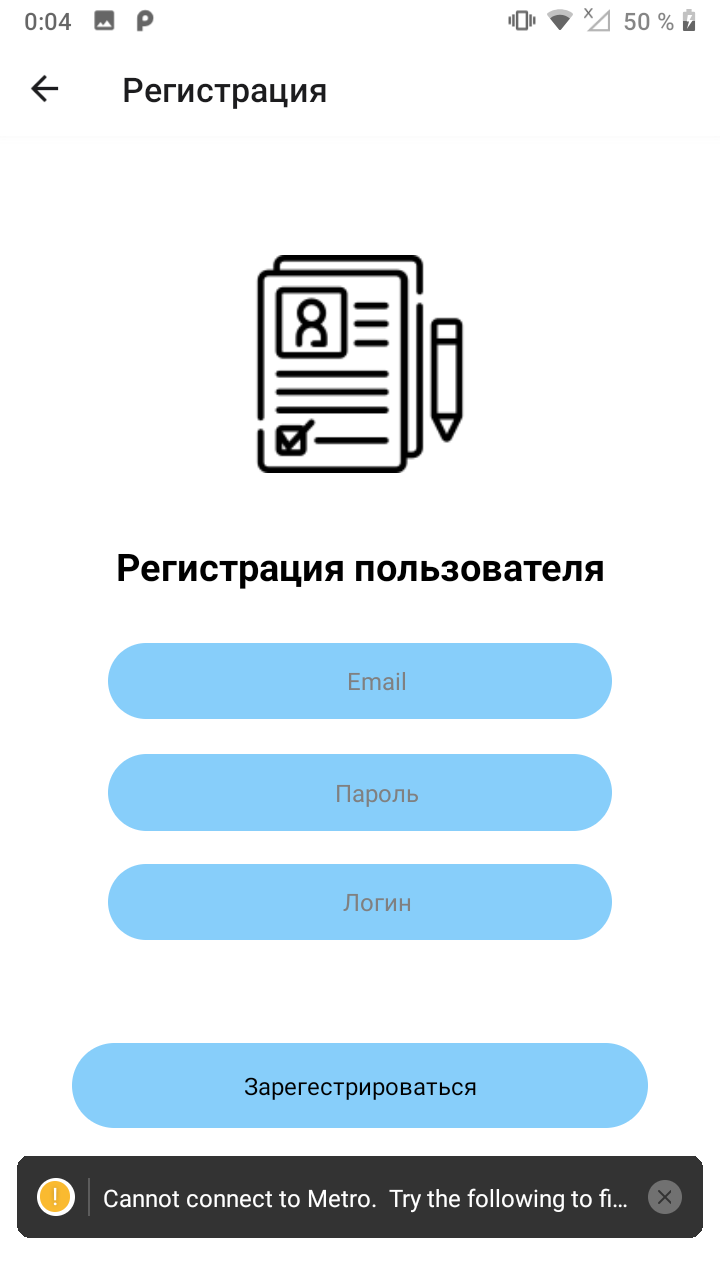 0:04 50 %
Регистрация
Регистрация пользователя
Email
Пароль
Логин
Зарегестрироваться
Cannot connect to Metro.  Try the following to fi…